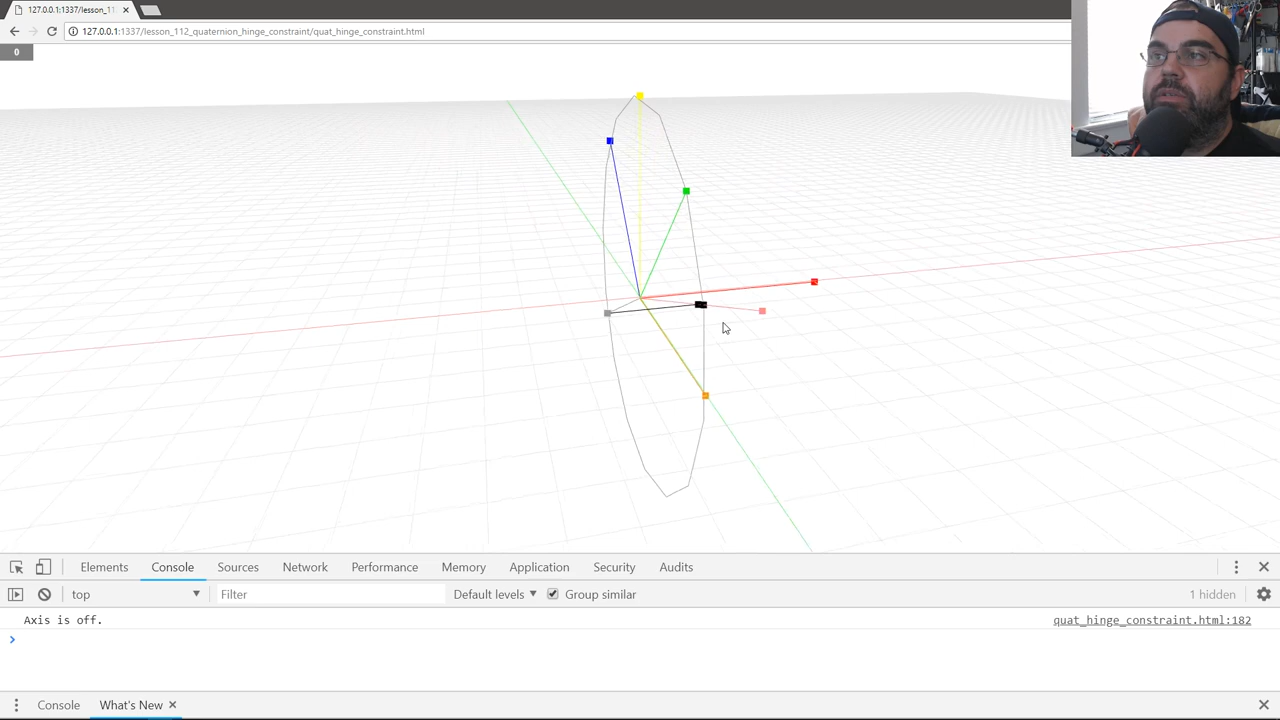 127.0.0.1:1337/lesson_11
127.0.0.1:1337/lesson_112_quaternion_hinge_constraint/quat_hinge_constraint.html
0
Elements Console Sources Network Performance Memory Application Security Audits
top Filter Default levels Group similar 1 hidden
Axis is off. quat_hinge_constraint.html:182
Console What's New